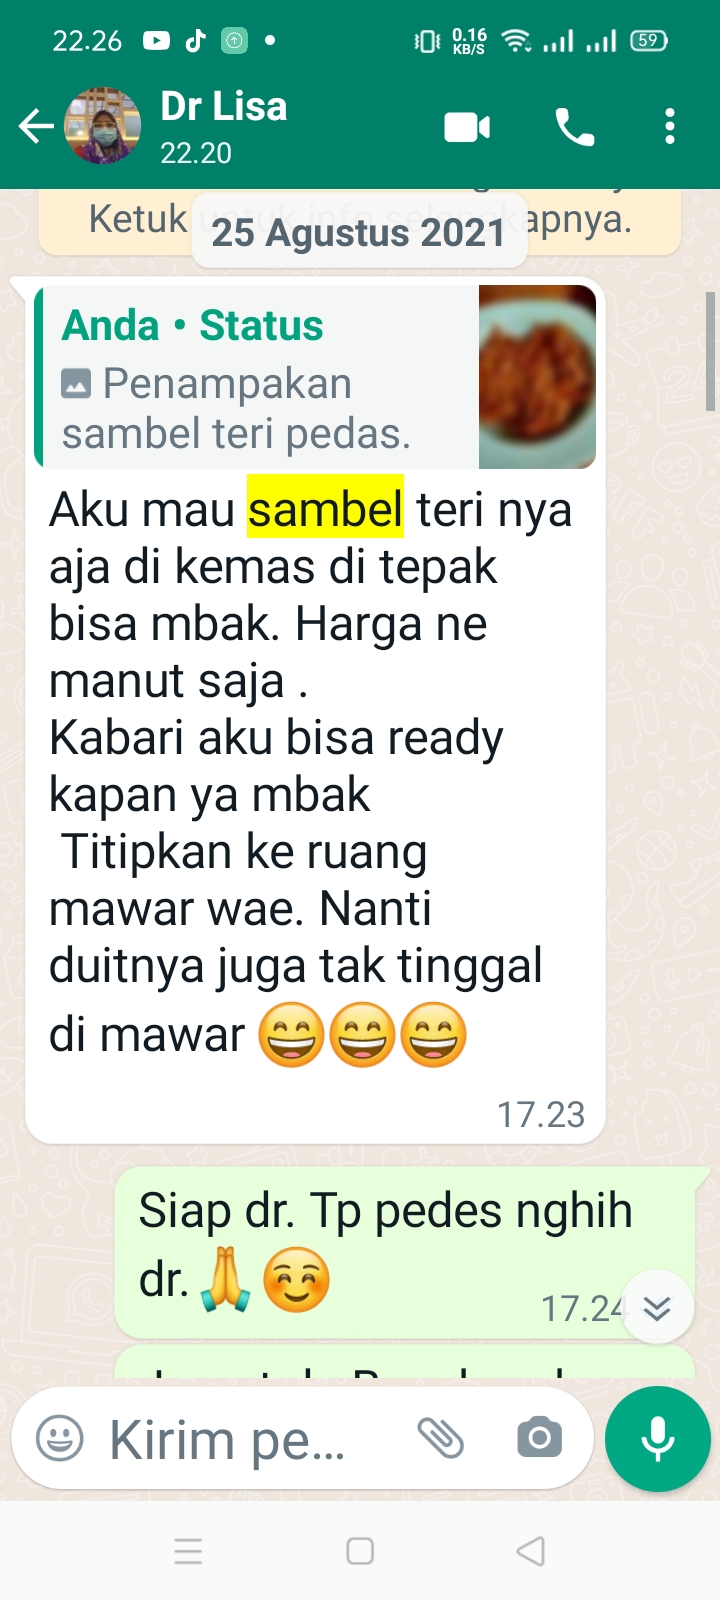 22.26
0.16
KB/S
59
Dr Lisa
22.20
Ketuk untuk info selengkapnya.
25 Agustus 2021
Anda • Status
Penampakan
sambel teri pedas.
Aku mau sambel teri nya
aja di kemas di tepak
bisa mbak. Harga ne
manut saja .
Kabari aku bisa ready
kapan ya mbak
Titipkan ke ruang
mawar wae. Nanti
duitnya juga tak tinggal
di mawar 😄😄😄
17.23
Siap dr. Tp pedes nghih
dr.🙏☺️
17.24
Kirim pe...